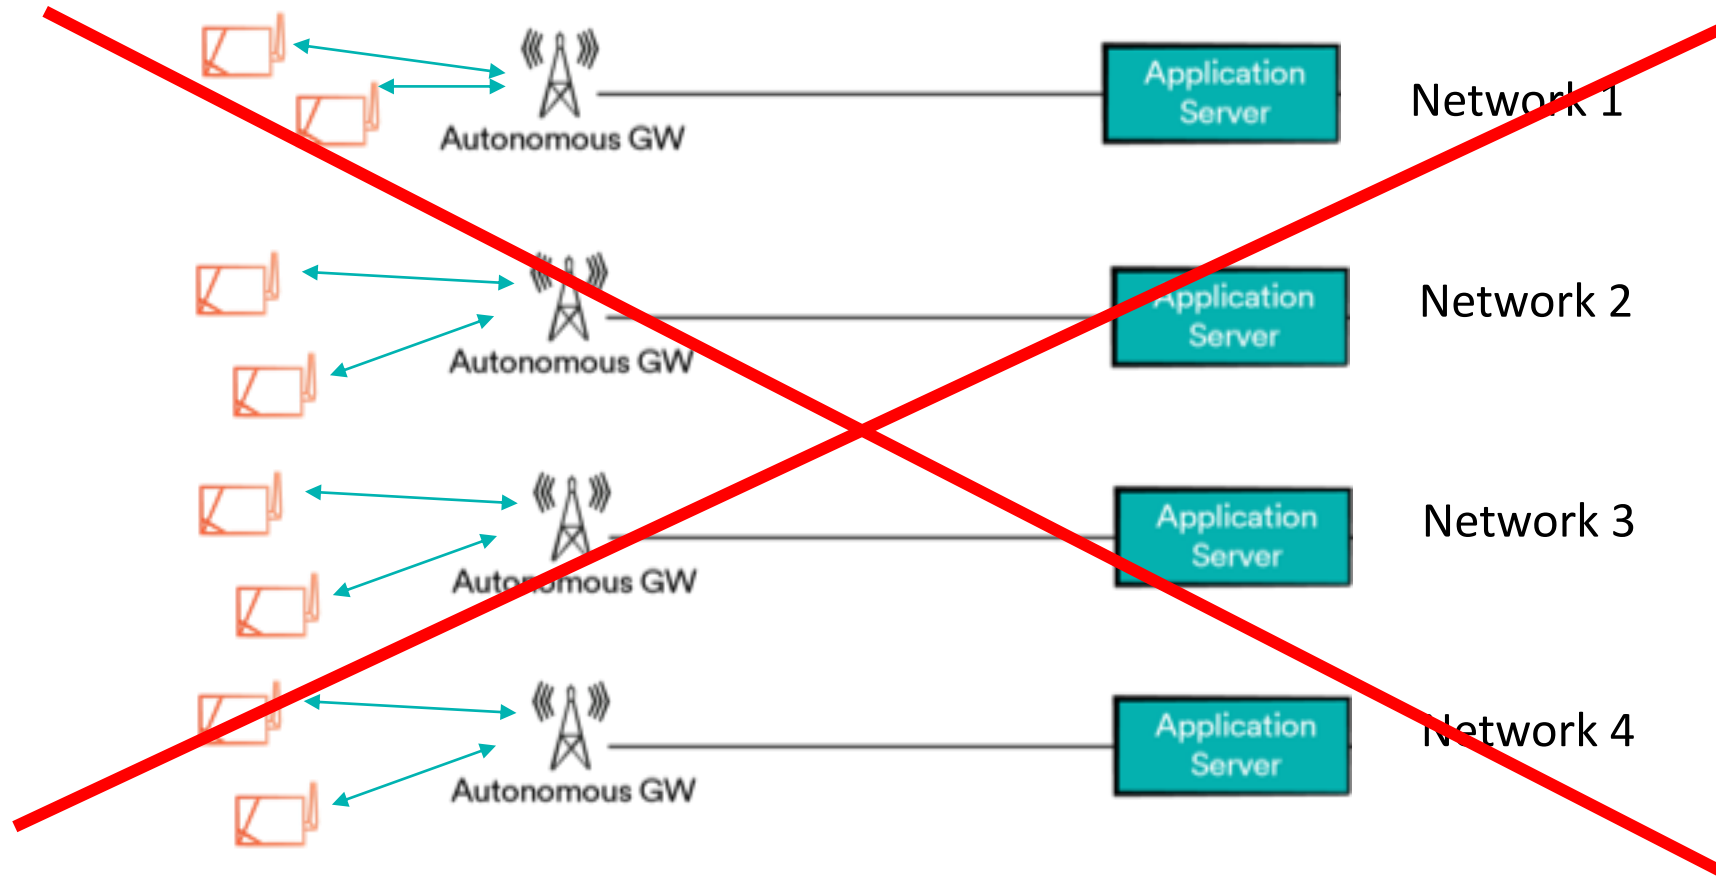 Application
Server
Network 1
Autonomous GW
Application
Server
Network 2
Autonomous GW
Application
Server
Network 3
Autonomous GW
Application
Server
Network 4
Autonomous GW